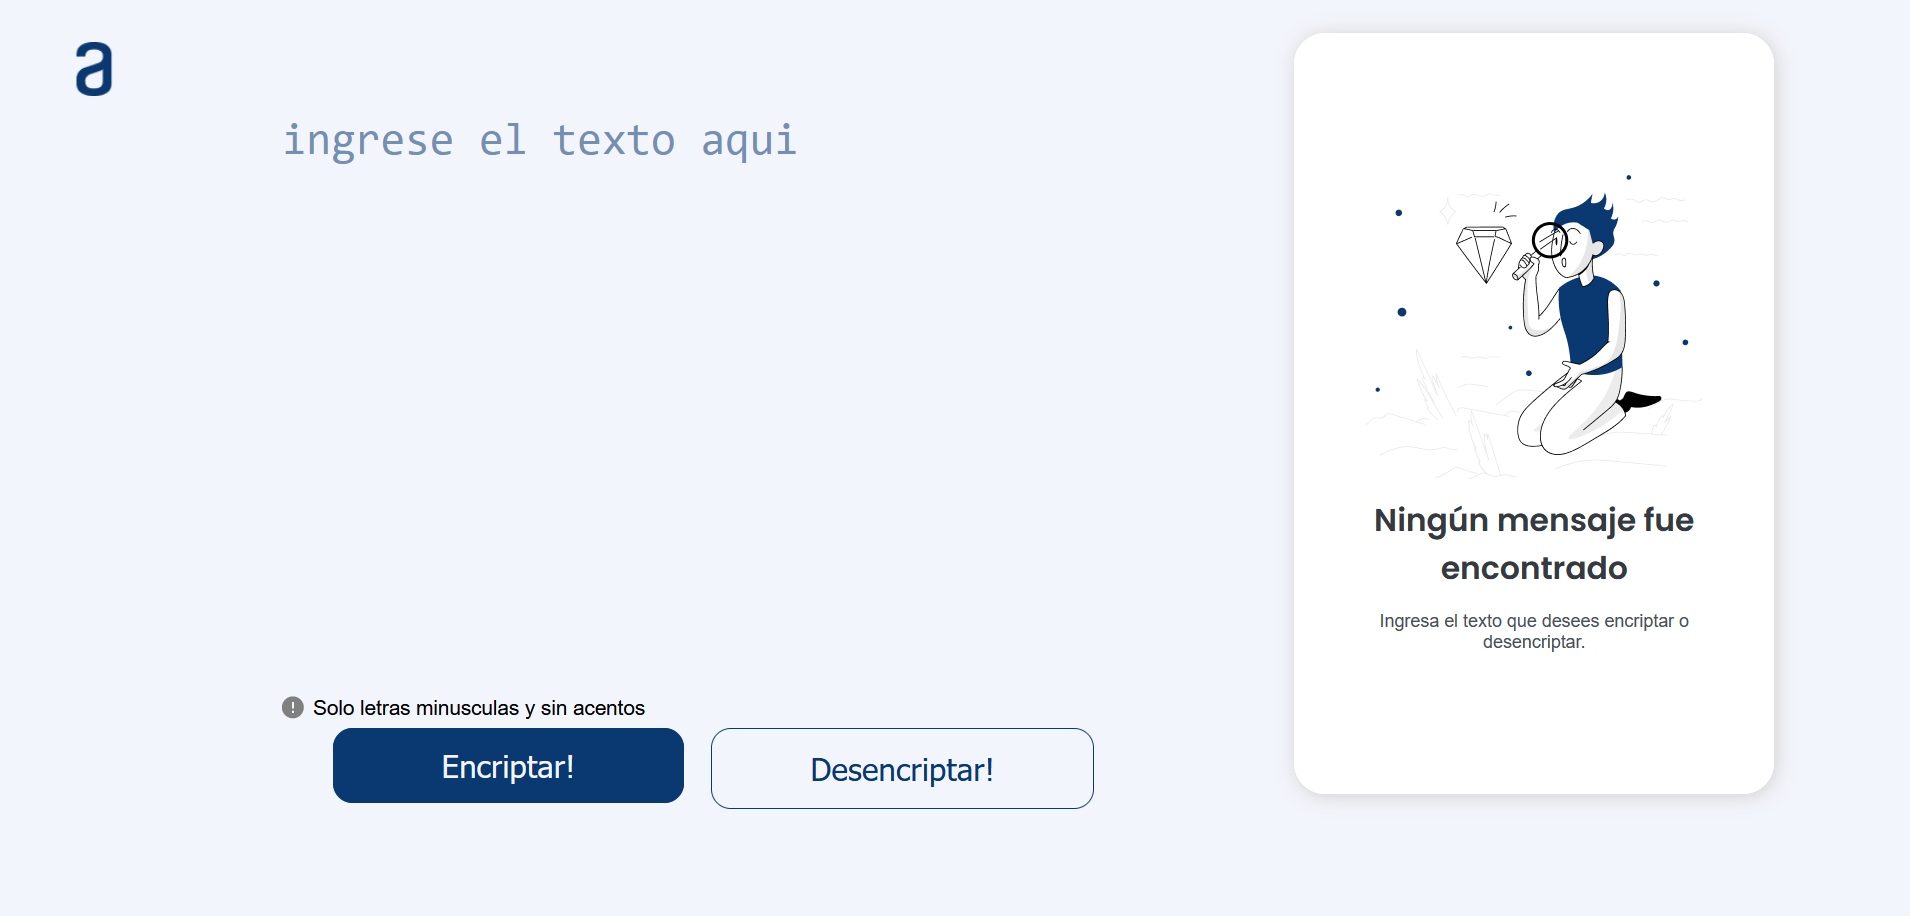 a
ingrese el texto aqui
Solo letras minusculas y sin acentos
Encriptar!
Desencriptar!
Ningún mensaje fue
encontrado
Ingresa el texto que desees encriptar o
desencriptar.